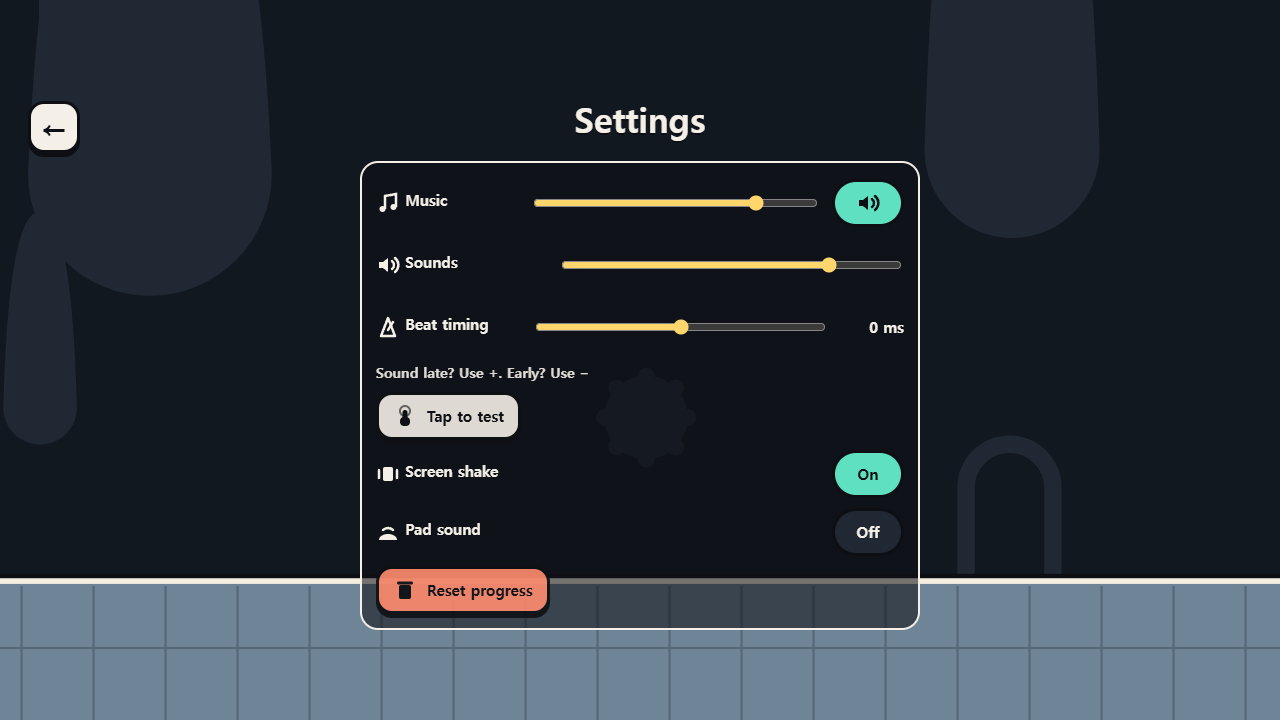 Settings
Music
Sounds
Beat timing 0 ms
Sound late? Use +. Early? Use −
Tap to test
Screen shake On
Pad sound Off
Reset progress